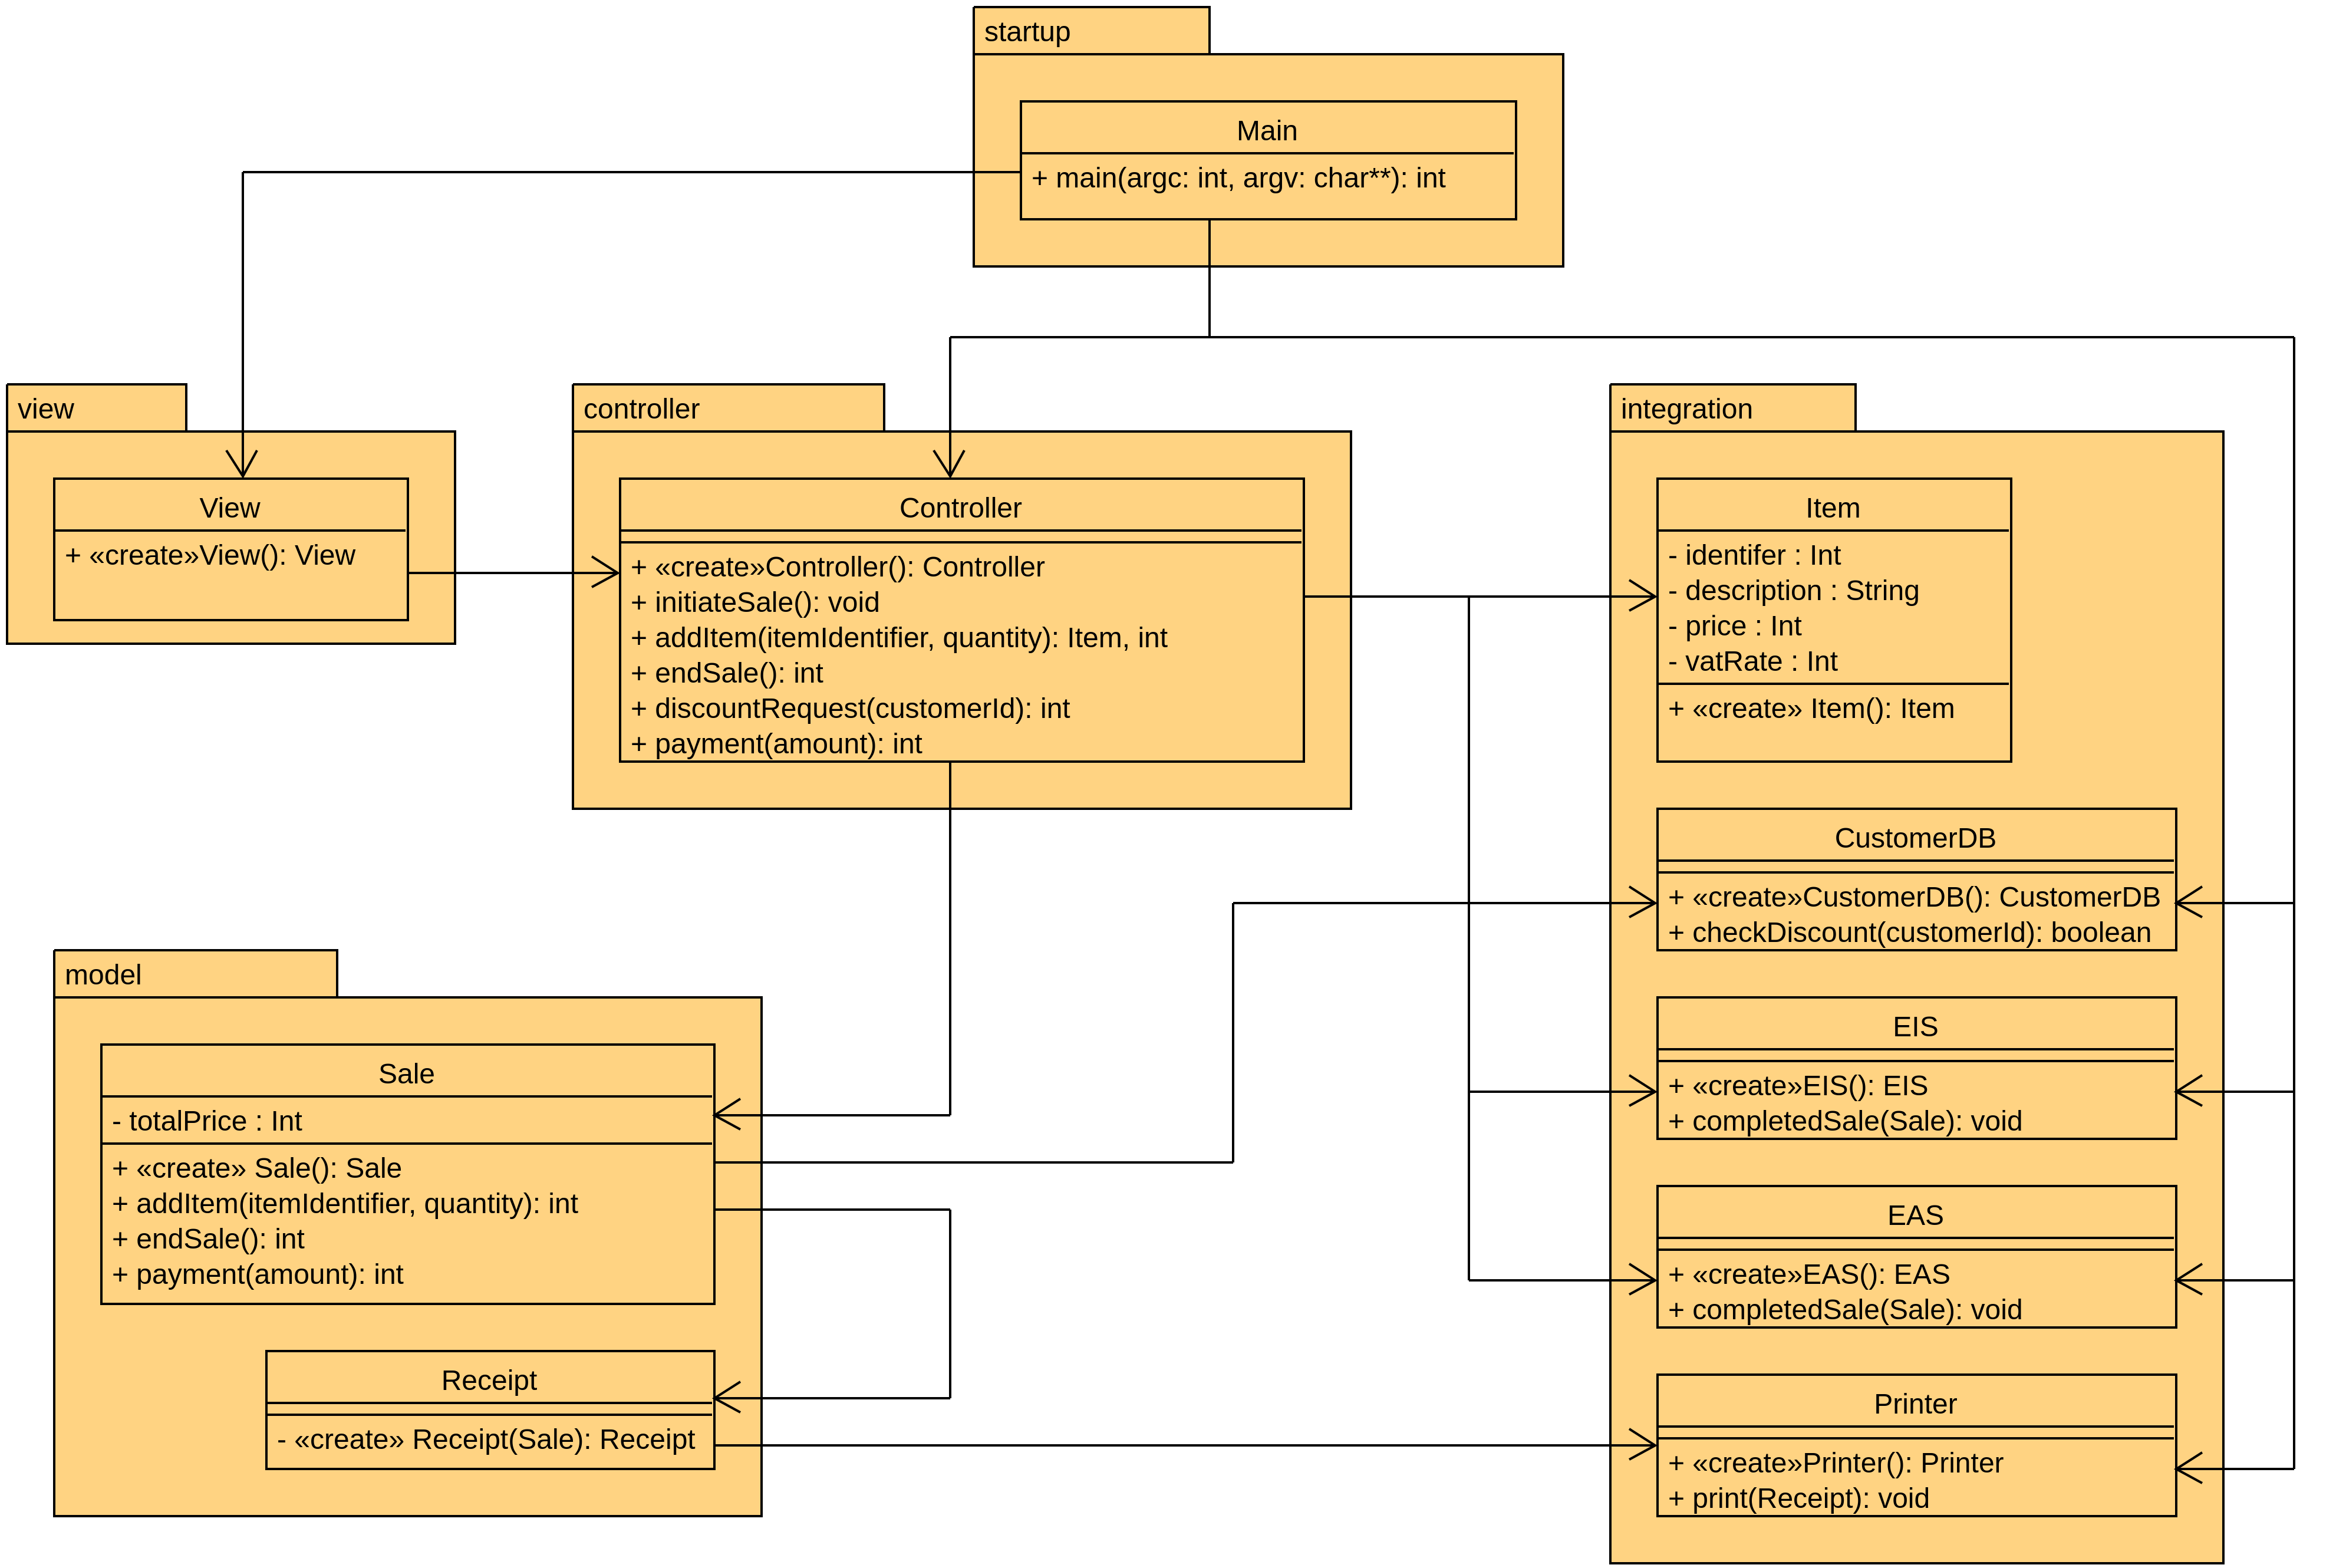 startup
Main
+ main(argc: int, argv: char**): int
view
View
+ «create»View(): View
controller
Controller
+ «create»Controller(): Controller
+ initiateSale(): void
+ addItem(itemIdentifier, quantity): Item, int
+ endSale(): int
+ discountRequest(customerId): int
+ payment(amount): int
integration
Item
- identifer : Int
- description : String
- price : Int
- vatRate : Int
+ «create» Item(): Item
CustomerDB
+ «create»CustomerDB(): CustomerDB
+ checkDiscount(customerId): boolean
EIS
+ «create»EIS(): EIS
+ completedSale(Sale): void
EAS
+ «create»EAS(): EAS
+ completedSale(Sale): void
Printer
+ «create»Printer(): Printer
+ print(Receipt): void
model
Sale
- totalPrice : Int
+ «create» Sale(): Sale
+ addItem(itemIdentifier, quantity): int
+ endSale(): int
+ payment(amount): int
Receipt
- «create» Receipt(Sale): Receipt